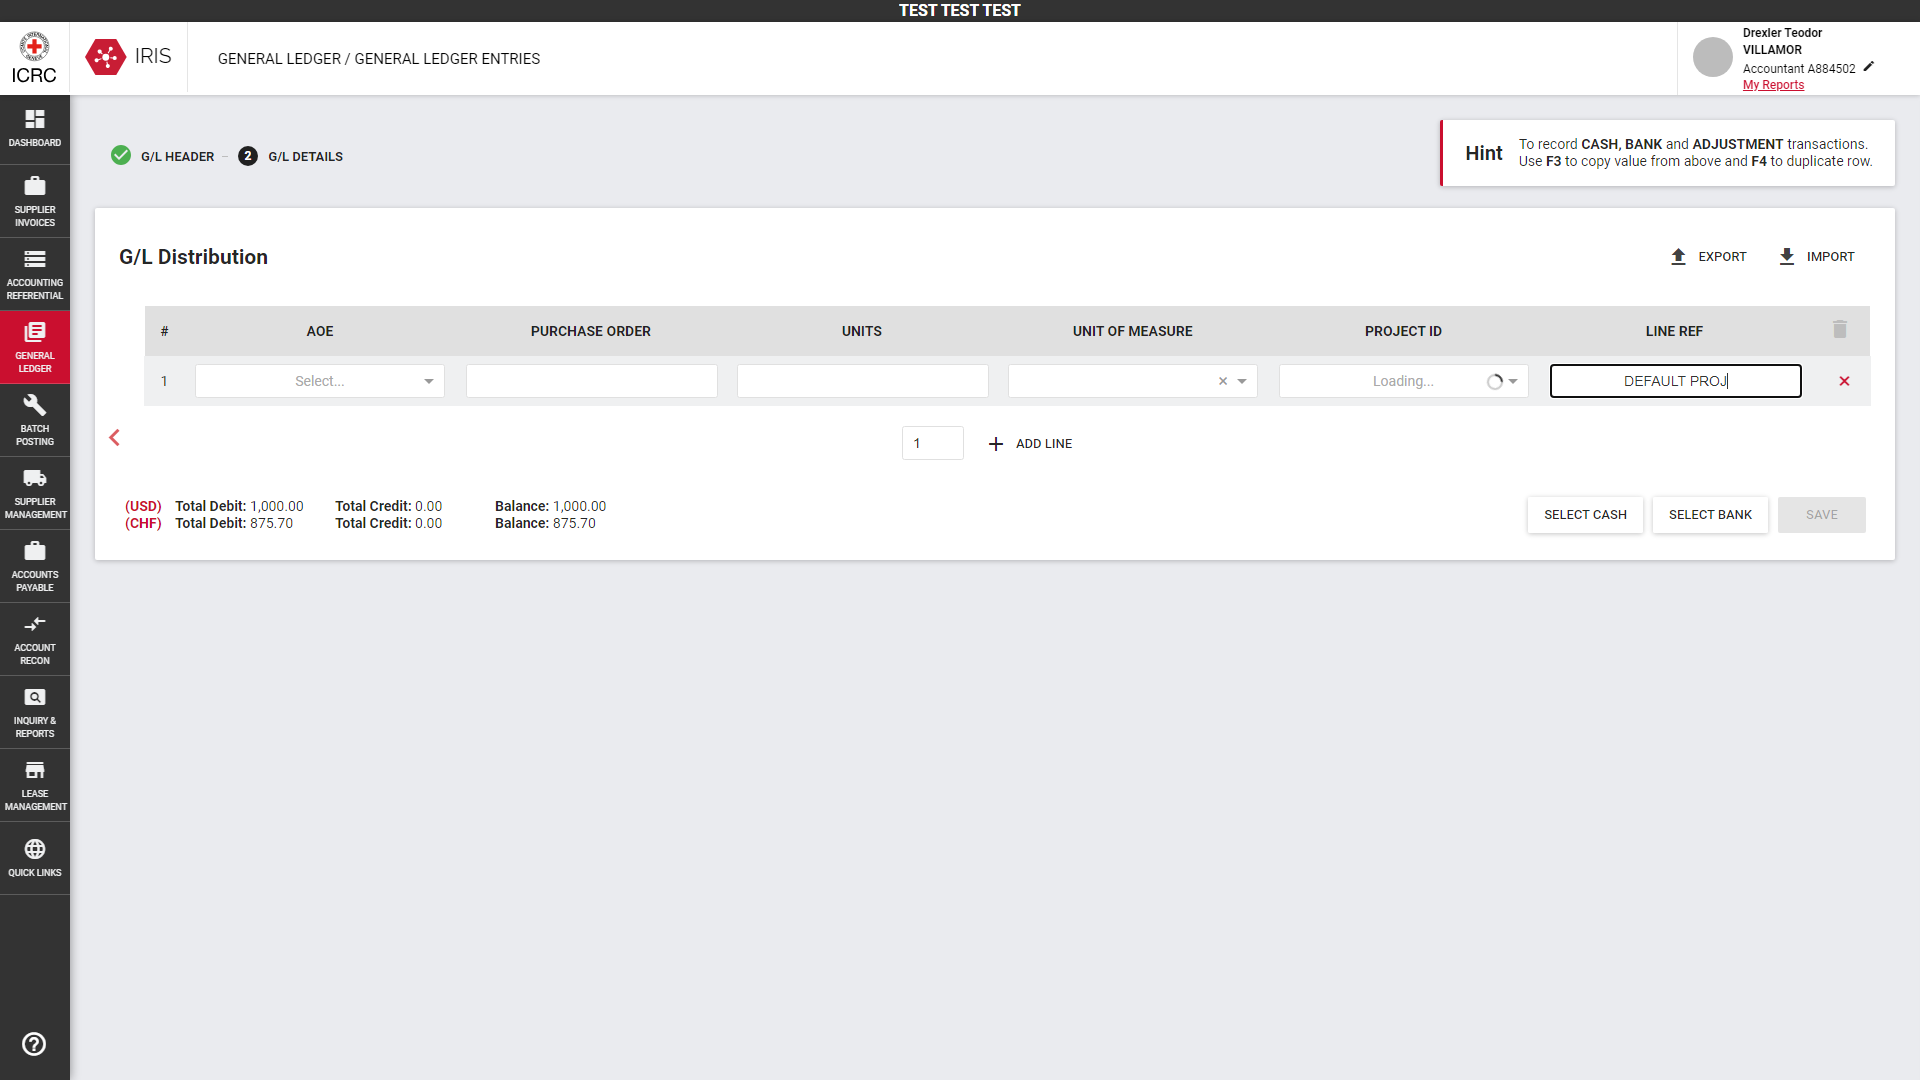 TEST TEST TEST
ICRC
IRIS
GENERAL LEDGER / GENERAL LEDGER ENTRIES
Drexler Teodor
VILLAMOR
Accountant A884502
My Reports
DASHBOARD
SUPPLIER
INVOICES
ACCOUNTING
REFERENTIAL
GENERAL
LEDGER
BATCH
POSTING
SUPPLIER
MANAGEMENT
ACCOUNTS
PAYABLE
ACCOUNT
RECON
INQUIRY &
REPORTS
LEASE
MANAGEMENT
QUICK LINKS
G/L HEADER
2 G/L DETAILS
Hint
To record CASH, BANK and ADJUSTMENT transactions.
Use F3 to copy value from above and F4 to duplicate row.
G/L Distribution
EXPORT IMPORT
# AOE PURCHASE ORDER UNITS UNIT OF MEASURE PROJECT ID LINE REF
1 Select... Loading... DEFAULT PROJ
1 ADD LINE
(USD) Total Debit: 1,000.00 Total Credit: 0.00 Balance: 1,000.00
(CHF) Total Debit: 875.70 Total Credit: 0.00 Balance: 875.70
SELECT CASH SELECT BANK SAVE